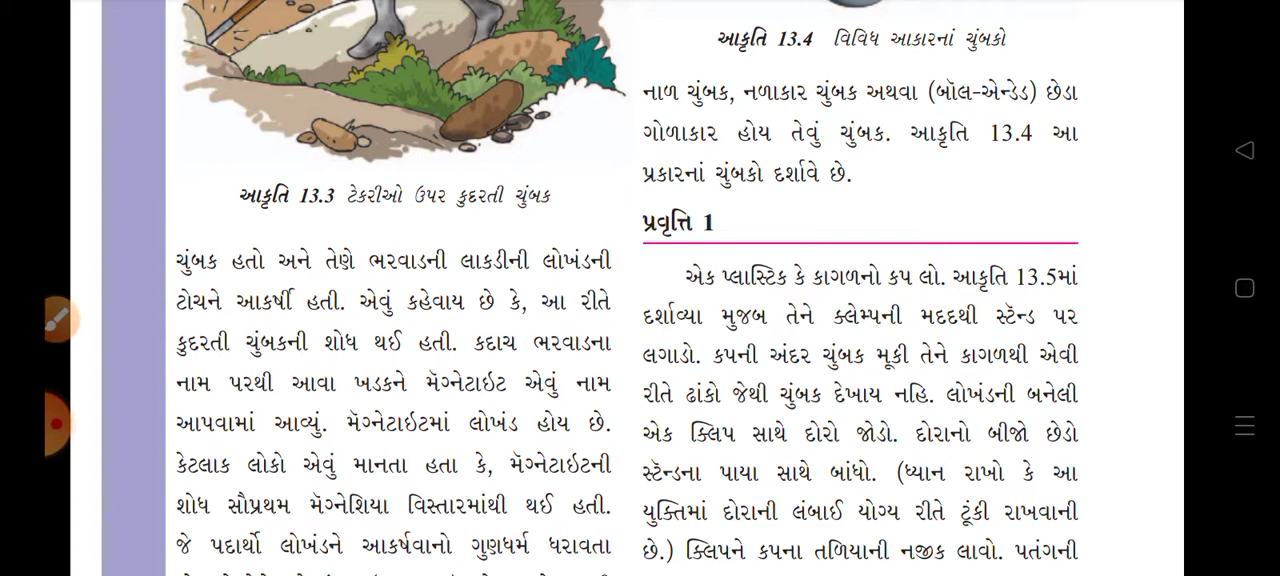 આકૃતિ 13.3 ટેકરીઓ ઉપર કુદરતી ચુંબક
ચુંબક હતો અને તેણે ભરવાડની લાકડીની લોખંડની
ટોચને આકર્ષી હતી. એવું કહેવાય છે કે, આ રીતે
કુદરતી ચુંબકની શોધ થઈ હતી. કદાચ ભરવાડના
નામ પરથી આવા ખડકને મૅગ્નેટાઇટ એવું નામ
આપવામાં આવ્યું. મૅગ્નેટાઇટમાં લોખંડ હોય છે.
કેટલાક લોકો એવું માનતા હતા કે, મૅગ્નેટાઇટની
શોધ સૌપ્રથમ મૅગ્નેશિયા વિસ્તારમાંથી થઈ હતી.
જે પદાર્થો લોખંડને આકર્ષવાનો ગુણધર્મ ધરાવતા
આકૃતિ 13.4 વિવિધ આકારનાં ચુંબકો
નાળ ચુંબક, નળાકાર ચુંબક અથવા (બૉલ-એન્ડેડ) છેડા
ગોળાકાર હોય તેવું ચુંબક. આકૃતિ 13.4 આ
પ્રકારનાં ચુંબકો દર્શાવે છે.
પ્રવૃત્તિ 1
એક પ્લાસ્ટિક કે કાગળનો કપ લો. આકૃતિ 13.5માં
દર્શાવ્યા મુજબ તેને ક્લેમ્પની મદદથી સ્ટૅન્ડ પર
લગાડો. કપની અંદર ચુંબક મૂકી તેને કાગળથી એવી
રીતે ઢાંકો જેથી ચુંબક દેખાય નહિ. લોખંડની બનેલી
એક ક્લિપ સાથે દોરો જોડો. દોરાનો બીજો છેડો
સ્ટૅન્ડના પાયા સાથે બાંધો. (ધ્યાન રાખો કે આ
યુક્તિમાં દોરાની લંબાઈ યોગ્ય રીતે ટૂંકી રાખવાની
છે.) ક્લિપને કપના તળિયાની નજીક લાવો. પતંગની